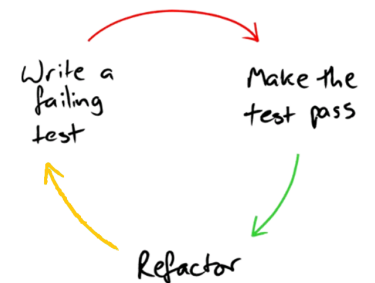 Write a
failing
test
Make the
test pass
Refactor